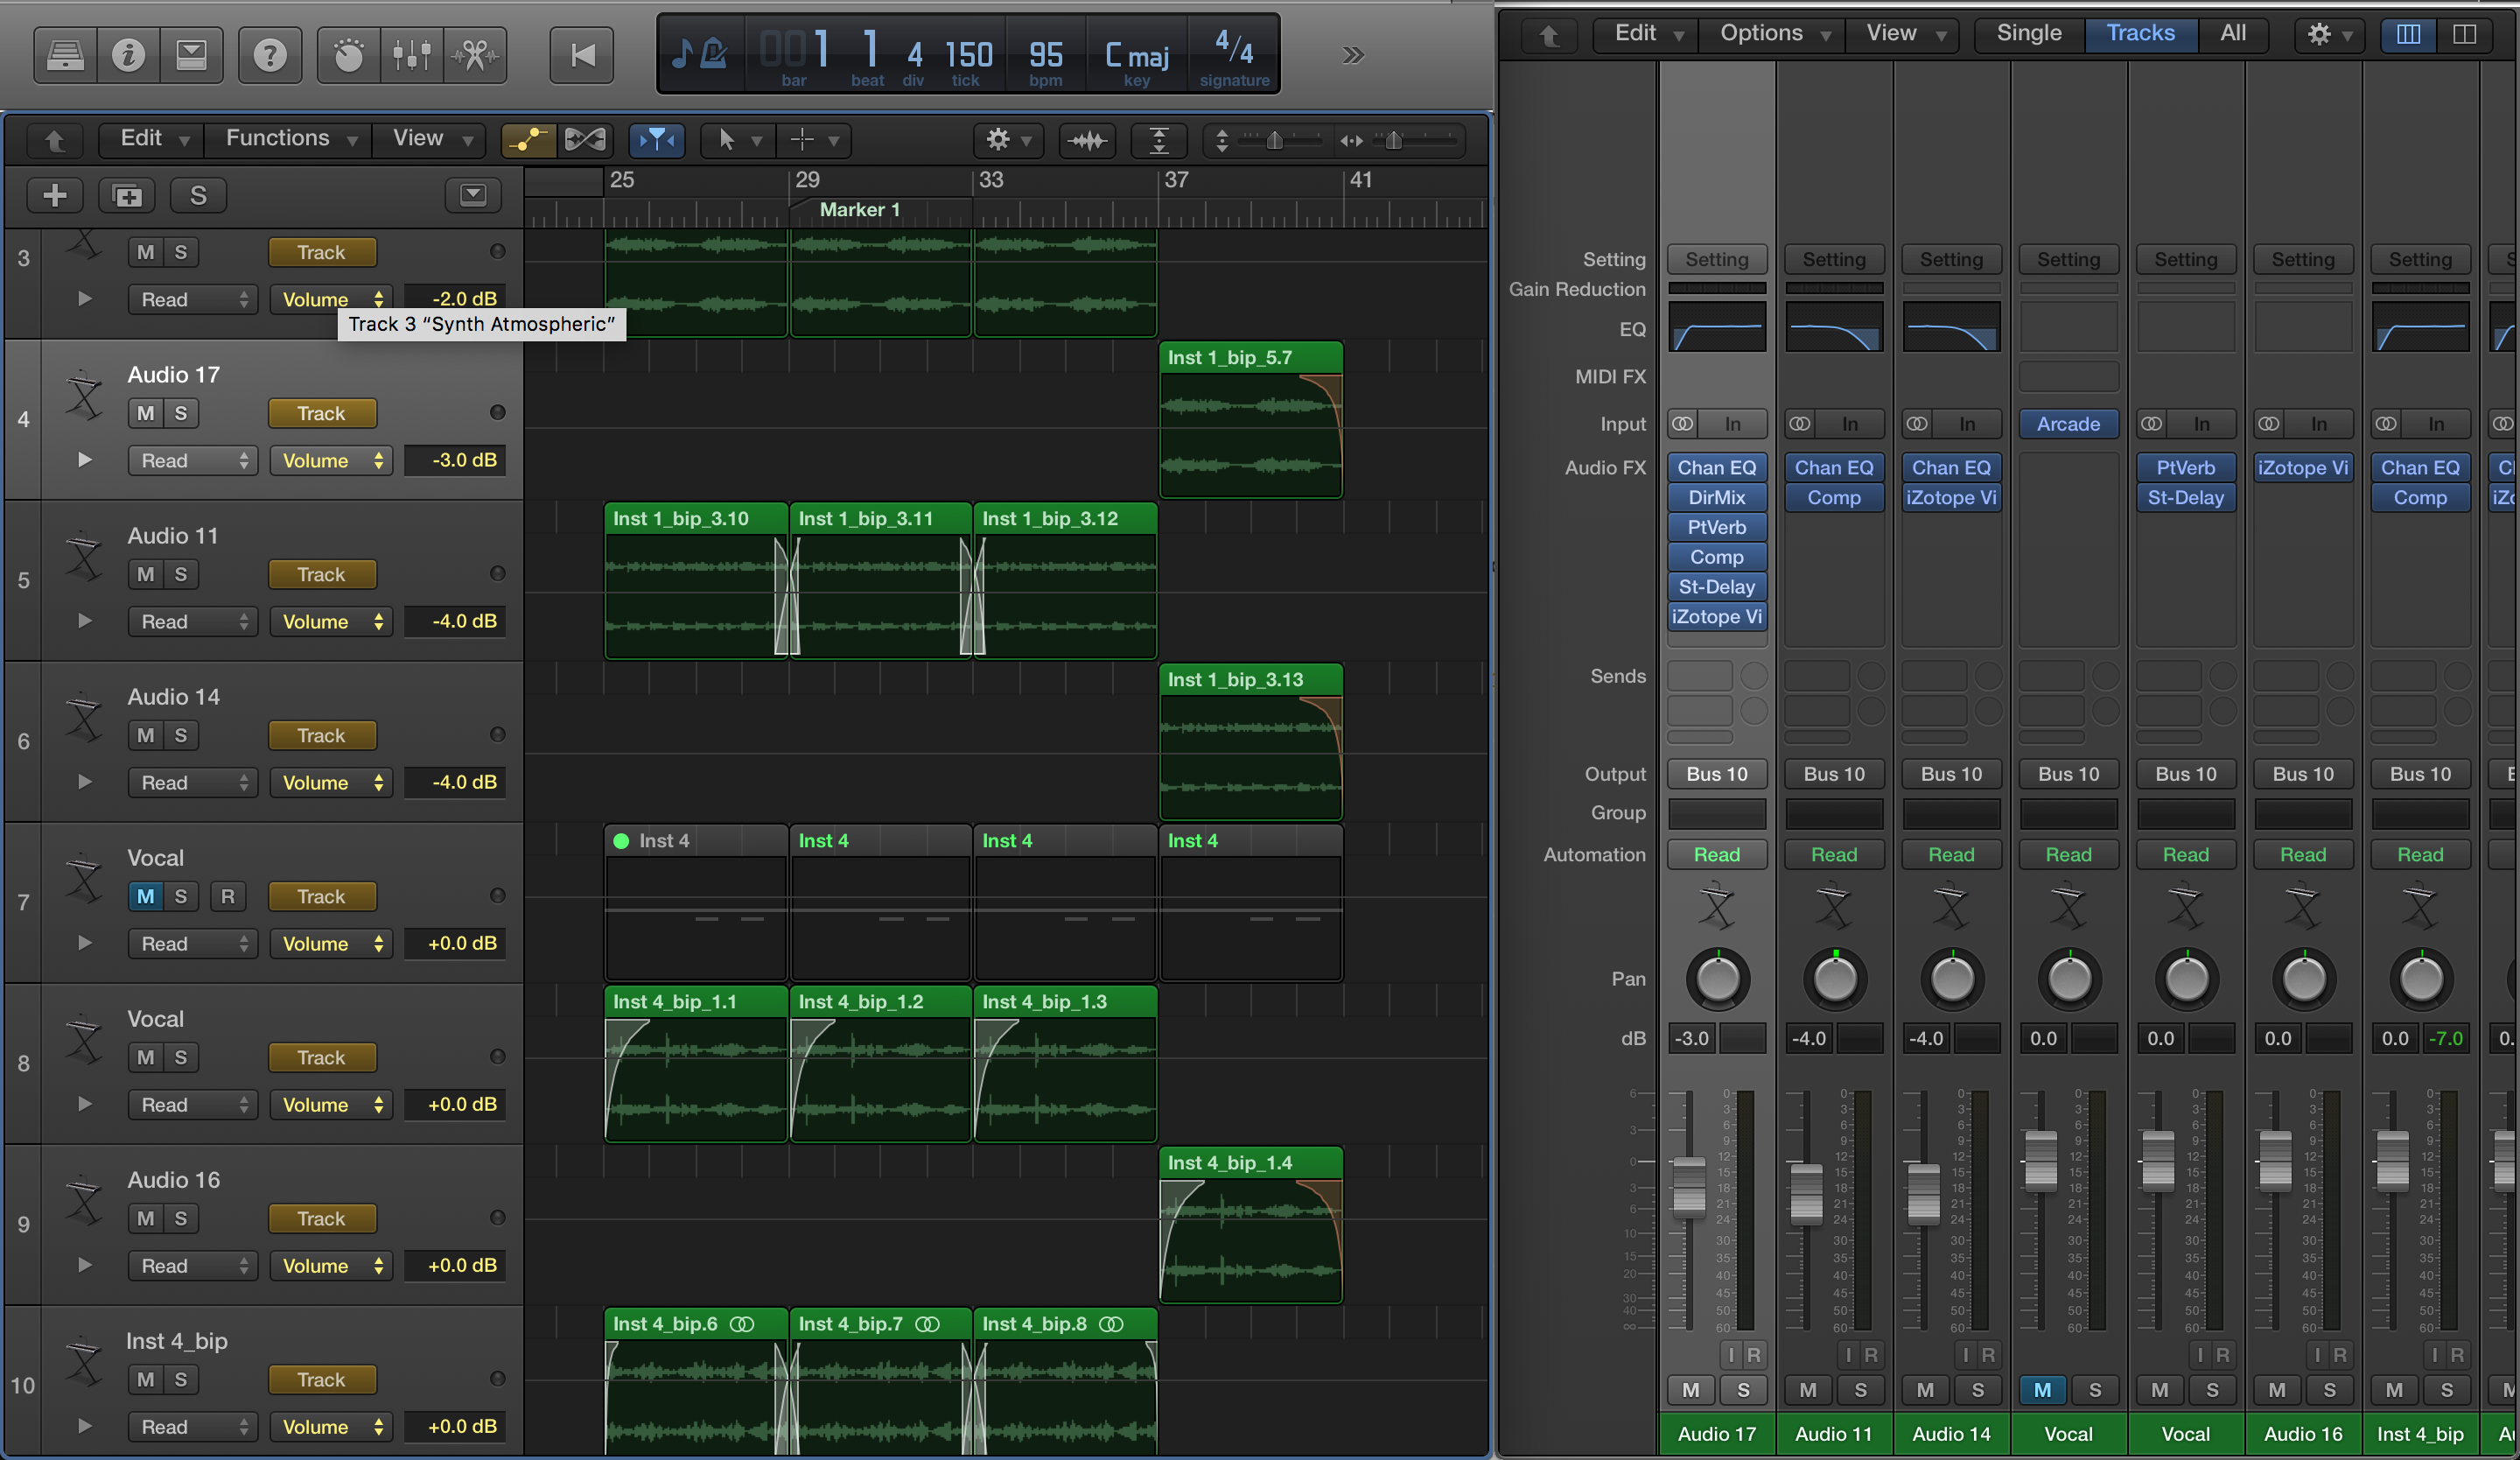 001 1 4 150 95 C maj 4/4
bar beat div tick bpm key signature
Edit Functions View
S
25 29 33 37 41
Marker 1
3 M S Track
Read Volume -2.0 dB
Track 3 “Synth Atmospheric”
4 Audio 17
M S Track
Read Volume -3.0 dB
Inst 1_bip_5.7
5 Audio 11
M S Track
Read Volume -4.0 dB
Inst 1_bip_3.10 Inst 1_bip_3.11 Inst 1_bip_3.12
6 Audio 14
M S Track
Read Volume -4.0 dB
Inst 1_bip_3.13
7 Vocal
M S R Track
Read Volume +0.0 dB
Inst 4 Inst 4 Inst 4 Inst 4
8 Vocal
M S Track
Read Volume +0.0 dB
Inst 4_bip_1.1 Inst 4_bip_1.2 Inst 4_bip_1.3
9 Audio 16
M S Track
Read Volume +0.0 dB
Inst 4_bip_1.4
10 Inst 4_bip
M S Track
Read Volume +0.0 dB
Inst 4_bip.6 Inst 4_bip.7 Inst 4_bip.8
Edit Options View Single Tracks All
Setting Setting Setting Setting Setting Setting Setting Setting
Gain Reduction
EQ
MIDI FX
Input In In In Arcade In In In
Audio FX Chan EQ Chan EQ Chan EQ PtVerb iZotope Vi Chan EQ
DirMix Comp iZotope Vi St-Delay Comp
PtVerb
Comp
St-Delay
iZotope Vi
Sends
Output Bus 10 Bus 10 Bus 10 Bus 10 Bus 10 Bus 10 Bus 10
Group
Automation Read Read Read Read Read Read Read
Pan
dB -3.0 -4.0 -4.0 0.0 0.0 0.0 0.0 -7.0
I R I R I R I R I R I R
M S M S M S M S M S M S M S
Audio 17 Audio 11 Audio 14 Vocal Vocal Audio 16 Inst 4_bip